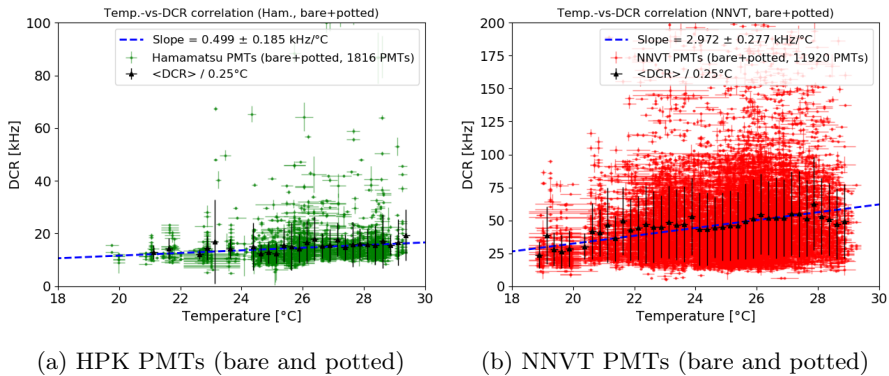 Temp.-vs-DCR correlation (Ham., bare+potted)
100
80
60
40
20
0
DCR [kHz]
Slope = 0.499 ± 0.185 kHz/°C
Hamamatsu PMTs (bare+potted, 1816 PMTs)
<DCR> / 0.25°C
18 20 22 24 26 28 30
Temperature [°C]
(a) HPK PMTs (bare and potted)
Temp.-vs-DCR correlation (NNVT, bare+potted)
200
175
150
125
100
75
50
25
0
DCR [kHz]
Slope = 2.972 ± 0.277 kHz/°C
NNVT PMTs (bare+potted, 11920 PMTs)
<DCR> / 0.25°C
18 20 22 24 26 28 30
Temperature [°C]
(b) NNVT PMTs (bare and potted)